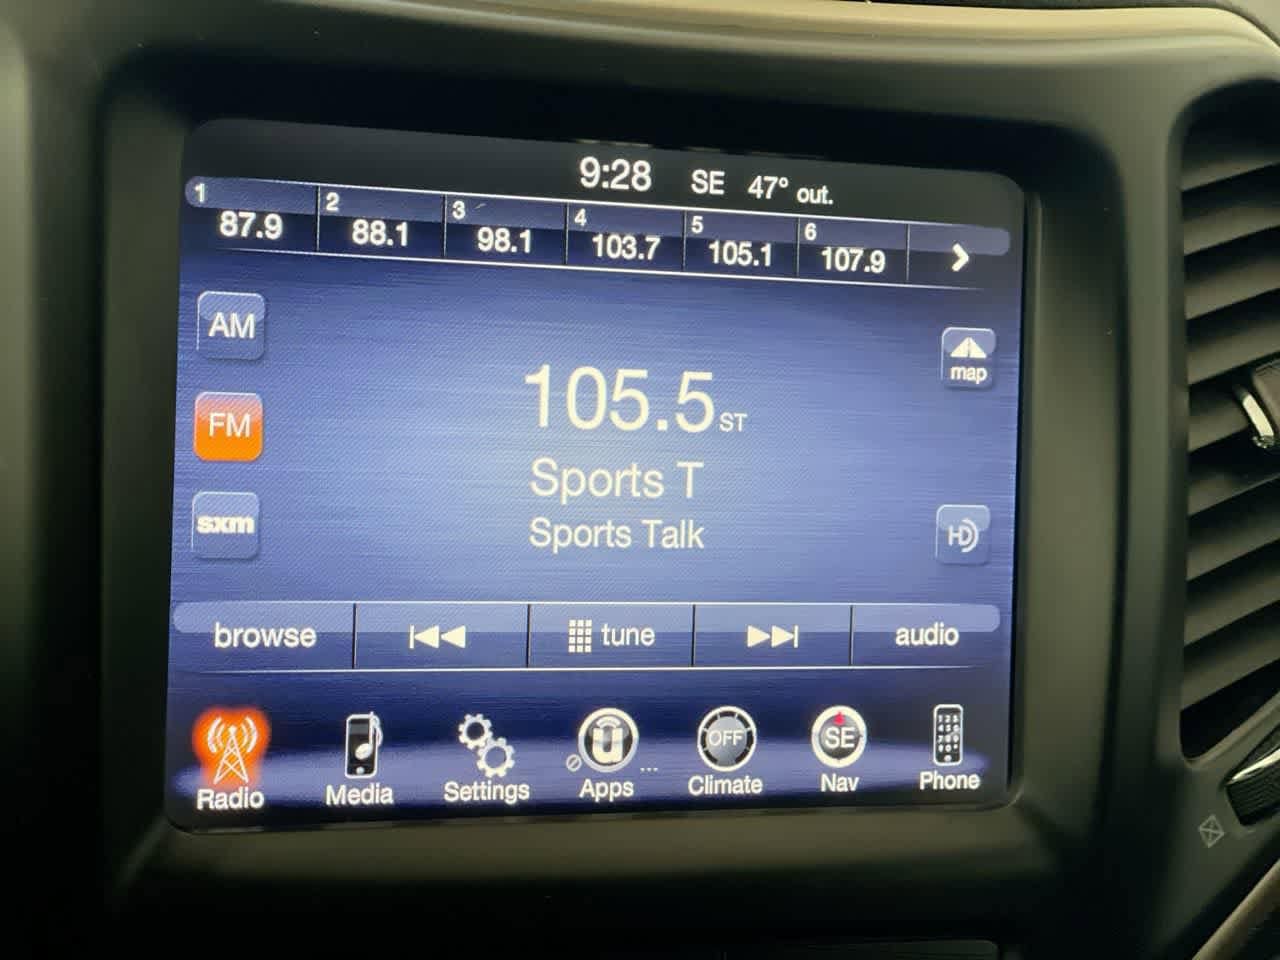 9:28 SE 47° out.
1 87.9 2 88.1 3 98.1 4 103.7 5 105.1 6 107.9
AM
map
105.5 ST
FM
Sports T
sxm
Sports Talk
HD
browse tune audio
OFF SE
Radio Media Settings Apps ... Climate Nav Phone